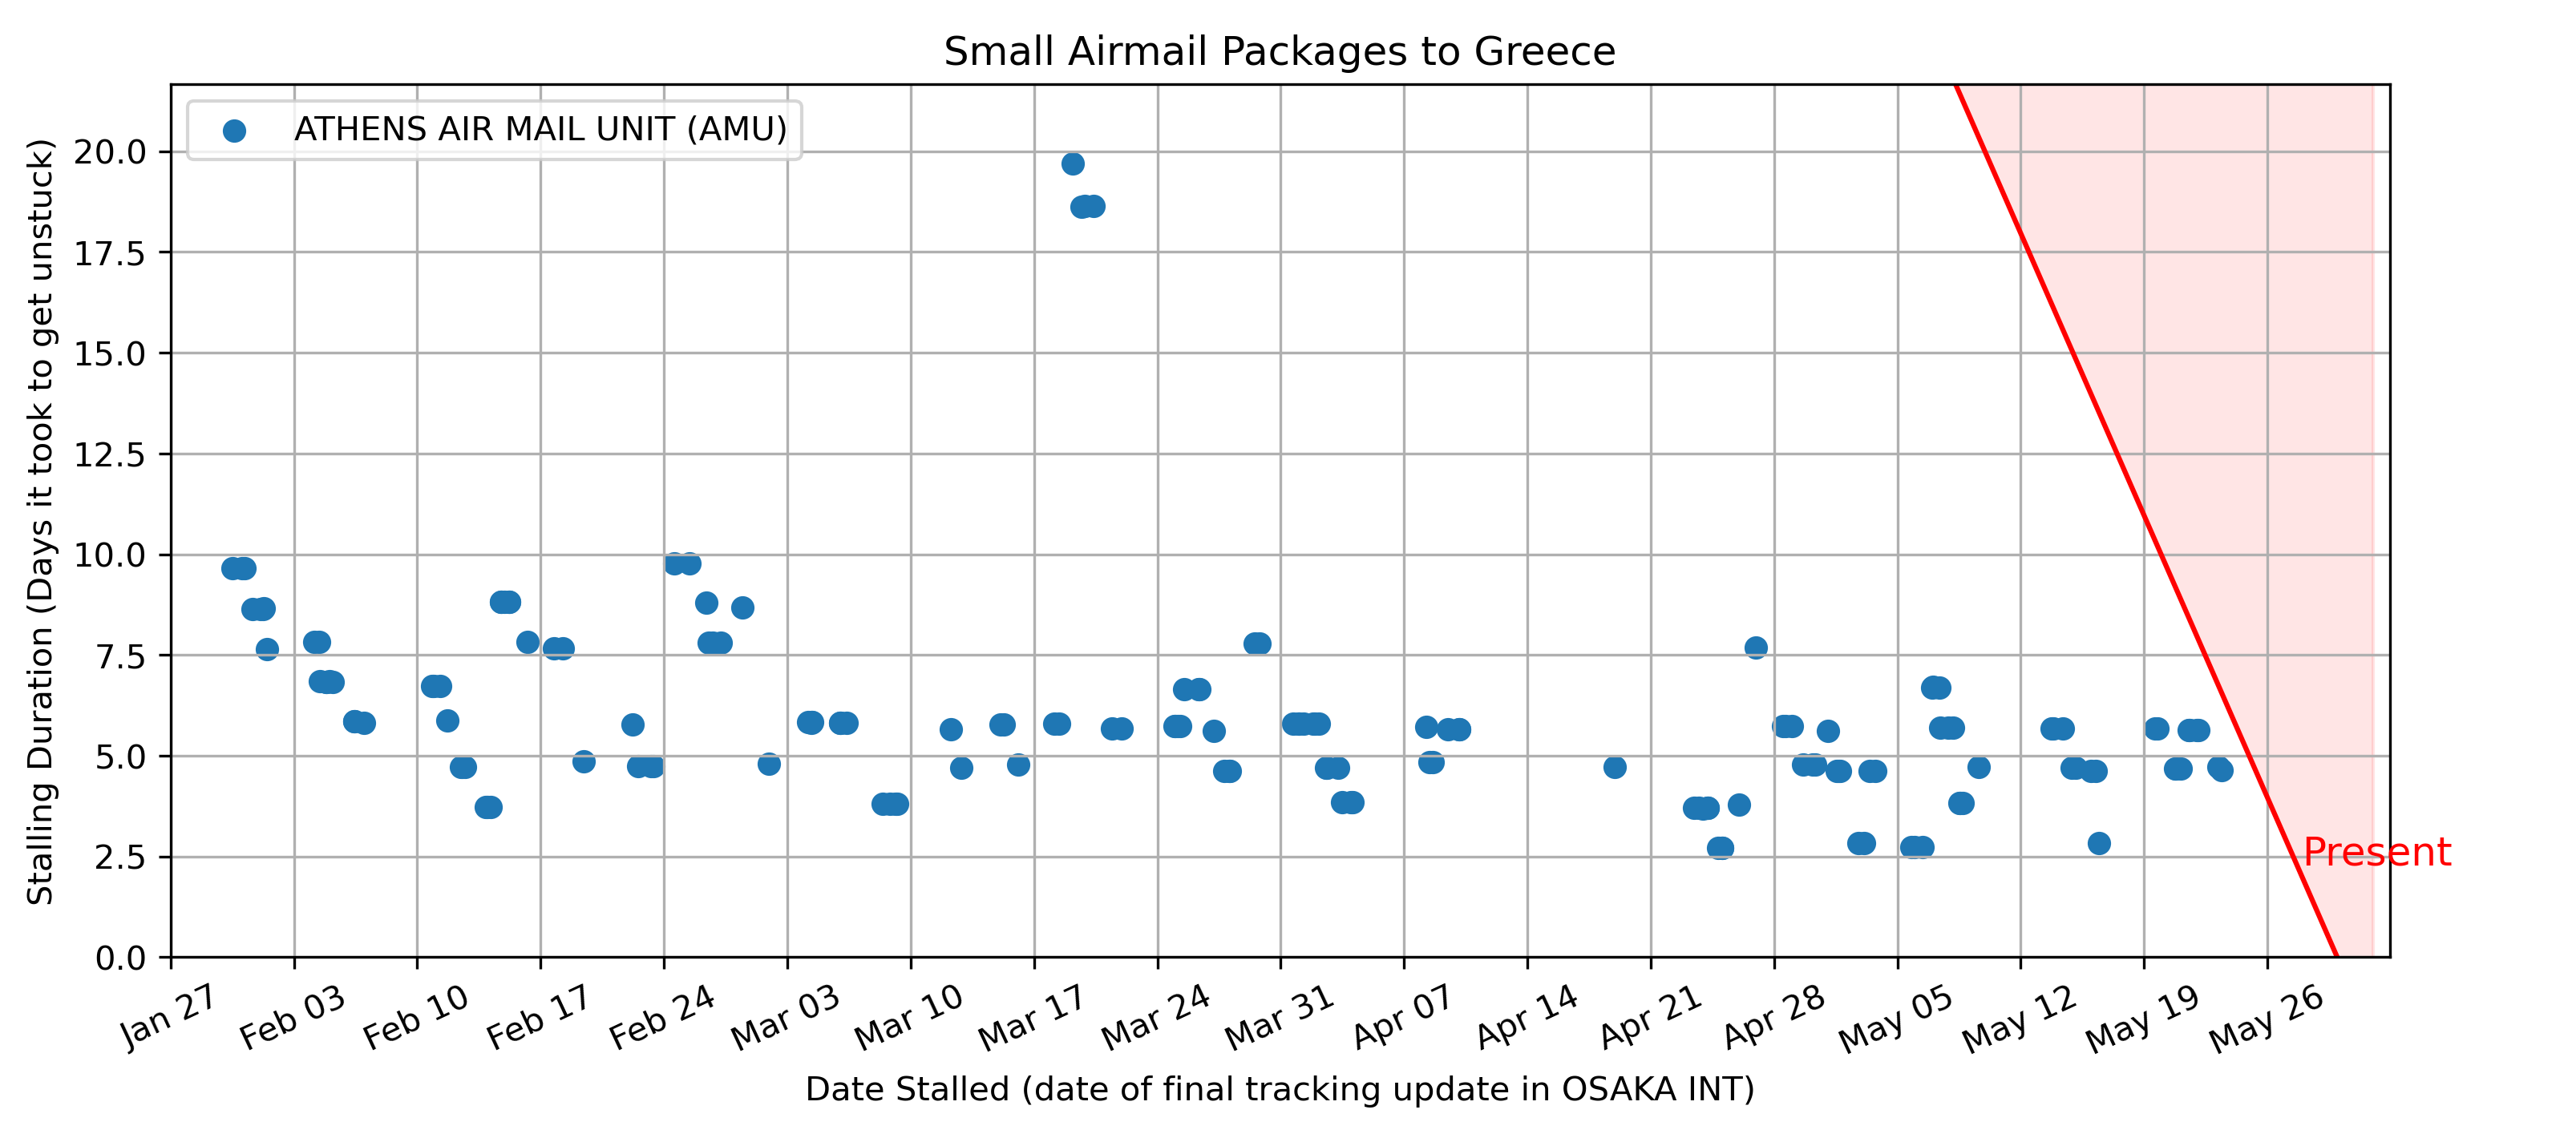 Small Airmail Packages to Greece
ATHENS AIR MAIL UNIT (AMU)
Stalling Duration (Days it took to get unstuck)
20.0
17.5
15.0
12.5
10.0
7.5
5.0
2.5
0.0
Present
Jan 27
Feb 03
Feb 10
Feb 17
Feb 24
Mar 03
Mar 10
Mar 17
Mar 24
Mar 31
Apr 07
Apr 14
Apr 21
Apr 28
May 05
May 12
May 19
May 26
Date Stalled (date of final tracking update in OSAKA INT)